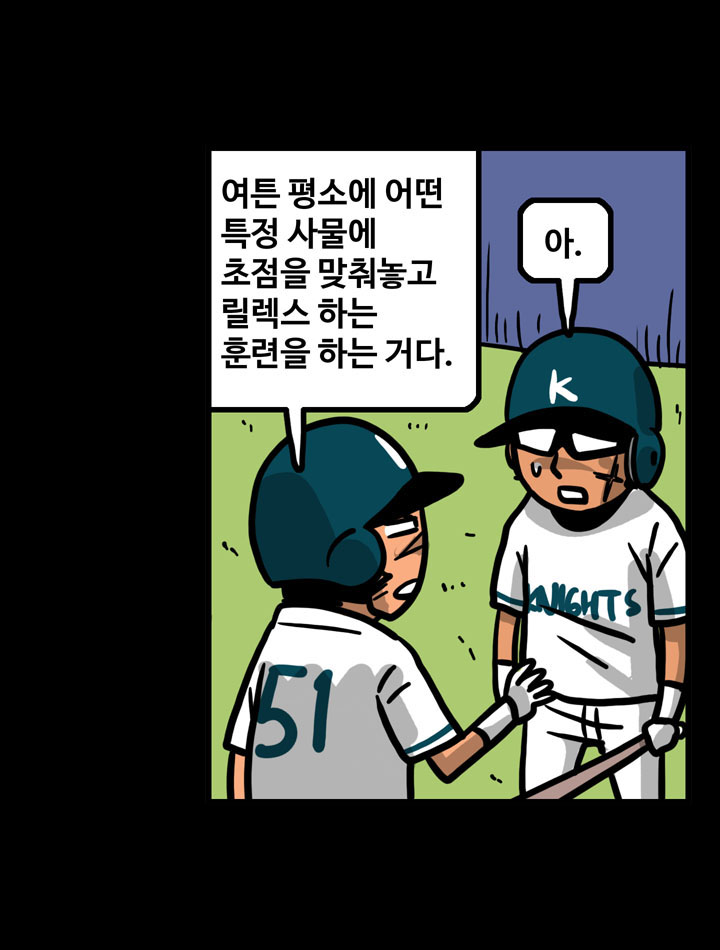 여튼 평소에 어떤
특정 사물에
초점을 맞춰놓고
릴렉스 하는
훈련을 하는 거다.
아.
K
KNIGHTS
51